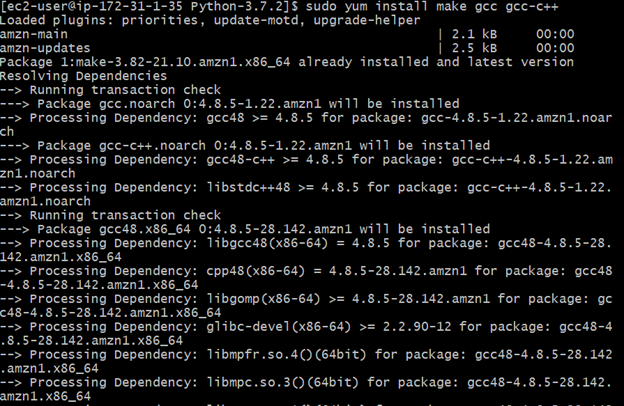 [ec2-user@ip-172-31-1-35 Python-3.7.2]$ sudo yum install make gcc gcc-c++
Loaded plugins: priorities, update-motd, upgrade-helper
amzn-main | 2.1 kB 00:00
amzn-updates | 2.5 kB 00:00
Package 1:make-3.82-21.10.amzn1.x86_64 already installed and latest version
Resolving Dependencies
--> Running transaction check
---> Package gcc.noarch 0:4.8.5-1.22.amzn1 will be installed
--> Processing Dependency: gcc48 >= 4.8.5 for package: gcc-4.8.5-1.22.amzn1.noar
ch
---> Package gcc-c++.noarch 0:4.8.5-1.22.amzn1 will be installed
--> Processing Dependency: gcc48-c++ >= 4.8.5 for package: gcc-c++-4.8.5-1.22.am
zn1.noarch
--> Processing Dependency: libstdc++48 >= 4.8.5 for package: gcc-c++-4.8.5-1.22.
amzn1.noarch
--> Running transaction check
---> Package gcc48.x86_64 0:4.8.5-28.142.amzn1 will be installed
--> Processing Dependency: libgcc48(x86-64) = 4.8.5 for package: gcc48-4.8.5-28.
142.amzn1.x86_64
--> Processing Dependency: cpp48(x86-64) = 4.8.5-28.142.amzn1 for package: gcc48
-4.8.5-28.142.amzn1.x86_64
--> Processing Dependency: libgomp(x86-64) >= 4.8.5-28.142.amzn1 for package: gc
c48-4.8.5-28.142.amzn1.x86_64
--> Processing Dependency: glibc-devel(x86-64) >= 2.2.90-12 for package: gcc48-4
.8.5-28.142.amzn1.x86_64
--> Processing Dependency: libmpfr.so.4()(64bit) for package: gcc48-4.8.5-28.142
.amzn1.x86_64
--> Processing Dependency: libmpc.so.3()(64bit) for package: gcc48-4.8.5-28.142.
amzn1.x86_64